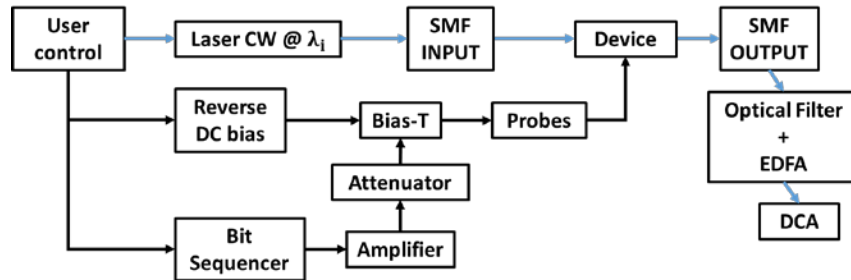 User
control
Laser CW @ λi
SMF
INPUT
Device
SMF
OUTPUT
Reverse
DC bias
Bias-T
Probes
Optical Filter
+
EDFA
Attenuator
DCA
Bit
Sequencer
Amplifier